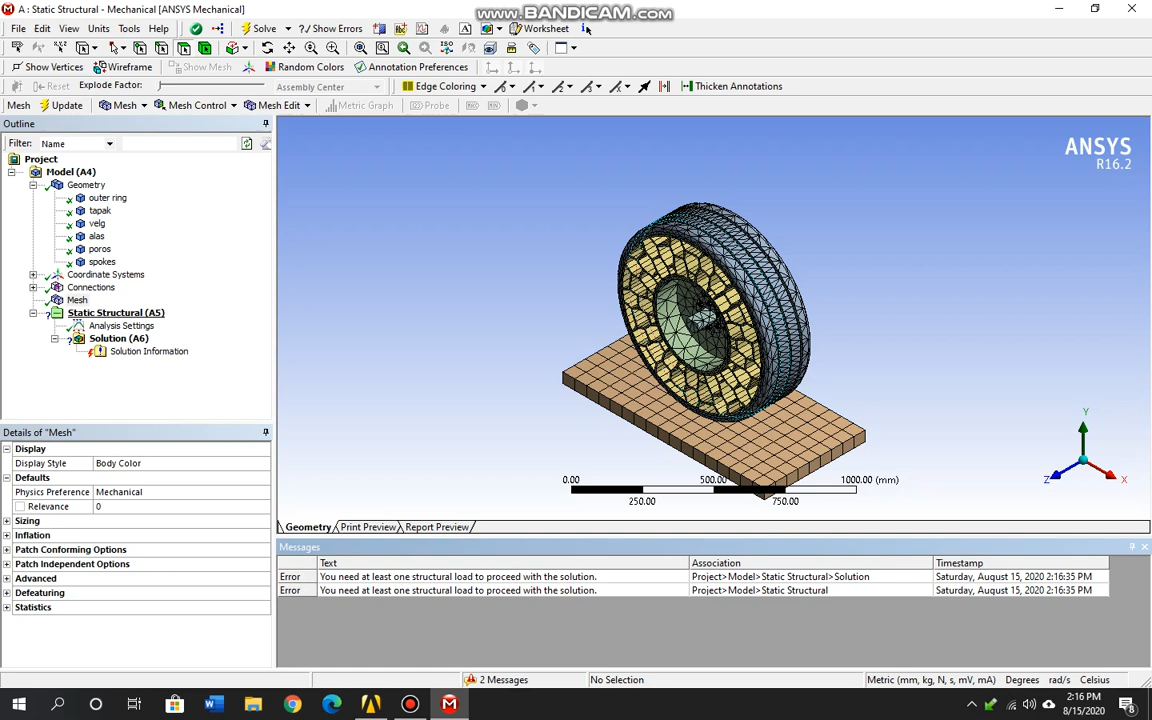 A : Static Structural - Mechanical [ANSYS Mechanical]
www.BANDICAM.com
File Edit View Units Tools Help Solve ?/ Show Errors Worksheet
Show Vertices Wireframe Show Mesh Random Colors Annotation Preferences
Reset Explode Factor: Assembly Center Edge Coloring Thicken Annotations
Mesh Update Mesh Mesh Control Mesh Edit Metric Graph Probe
Outline
Filter: Name
Project
Model (A4)
Geometry
outer ring
tapak
velg
alas
poros
spokes
Coordinate Systems
Connections
Mesh
Static Structural (A5)
Analysis Settings
Solution (A6)
Solution Information
Details of "Mesh"
Display
Display Style Body Color
Defaults
Physics Preference Mechanical
Relevance 0
Sizing
Inflation
Patch Conforming Options
Patch Independent Options
Advanced
Defeaturing
Statistics
ANSYS
R16.2
Y
Z X
0.00 500.00 1000.00 (mm)
250.00 750.00
Geometry Print Preview Report Preview
Messages
Text Association Timestamp
Error You need at least one structural load to proceed with the solution. Project>Model>Static Structural>Solution Saturday, August 15, 2020 2:16:35 PM
Error You need at least one structural load to proceed with the solution. Project>Model>Static Structural Saturday, August 15, 2020 2:16:35 PM
2 Messages No Selection Metric (mm, kg, N, s, mV, mA) Degrees rad/s Celsius
2:16 PM
8/15/2020
8